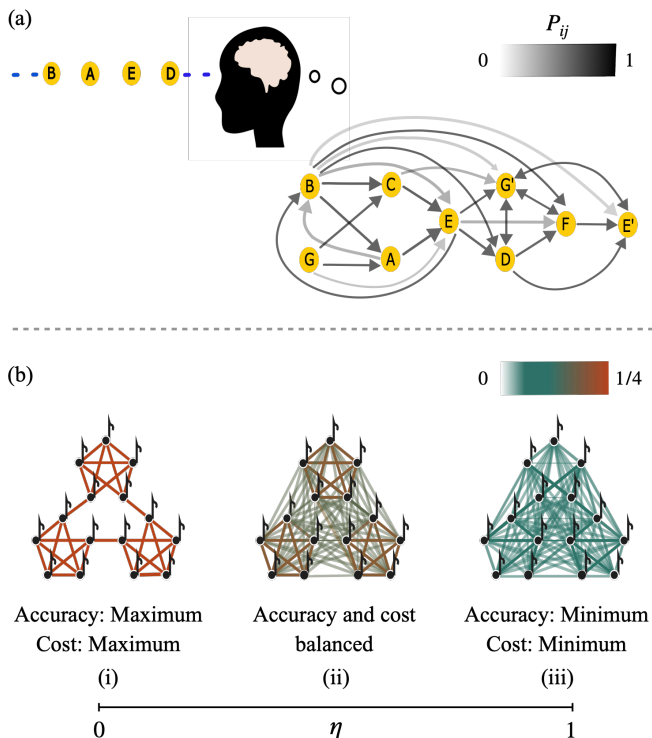 (a)
P_ij
0 1
B A E D
B C G' E F E' G A D
(b)
0 1/4
Accuracy: Maximum
Cost: Maximum
(i)
Accuracy and cost
balanced
(ii)
Accuracy: Minimum
Cost: Minimum
(iii)
0 η 1